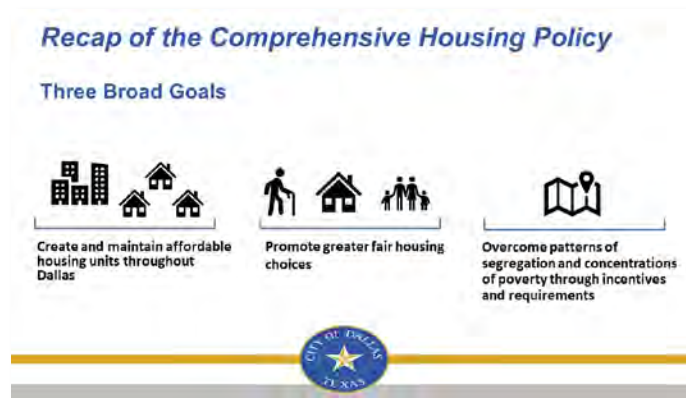 Recap of the Comprehensive Housing Policy
Three Broad Goals
Create and maintain affordable
housing units throughout
Dallas
Promote greater fair housing
choices
Overcome patterns of
segregation and concentrations
of poverty through incentives
and requirements
CITY OF DALLAS
TEXAS